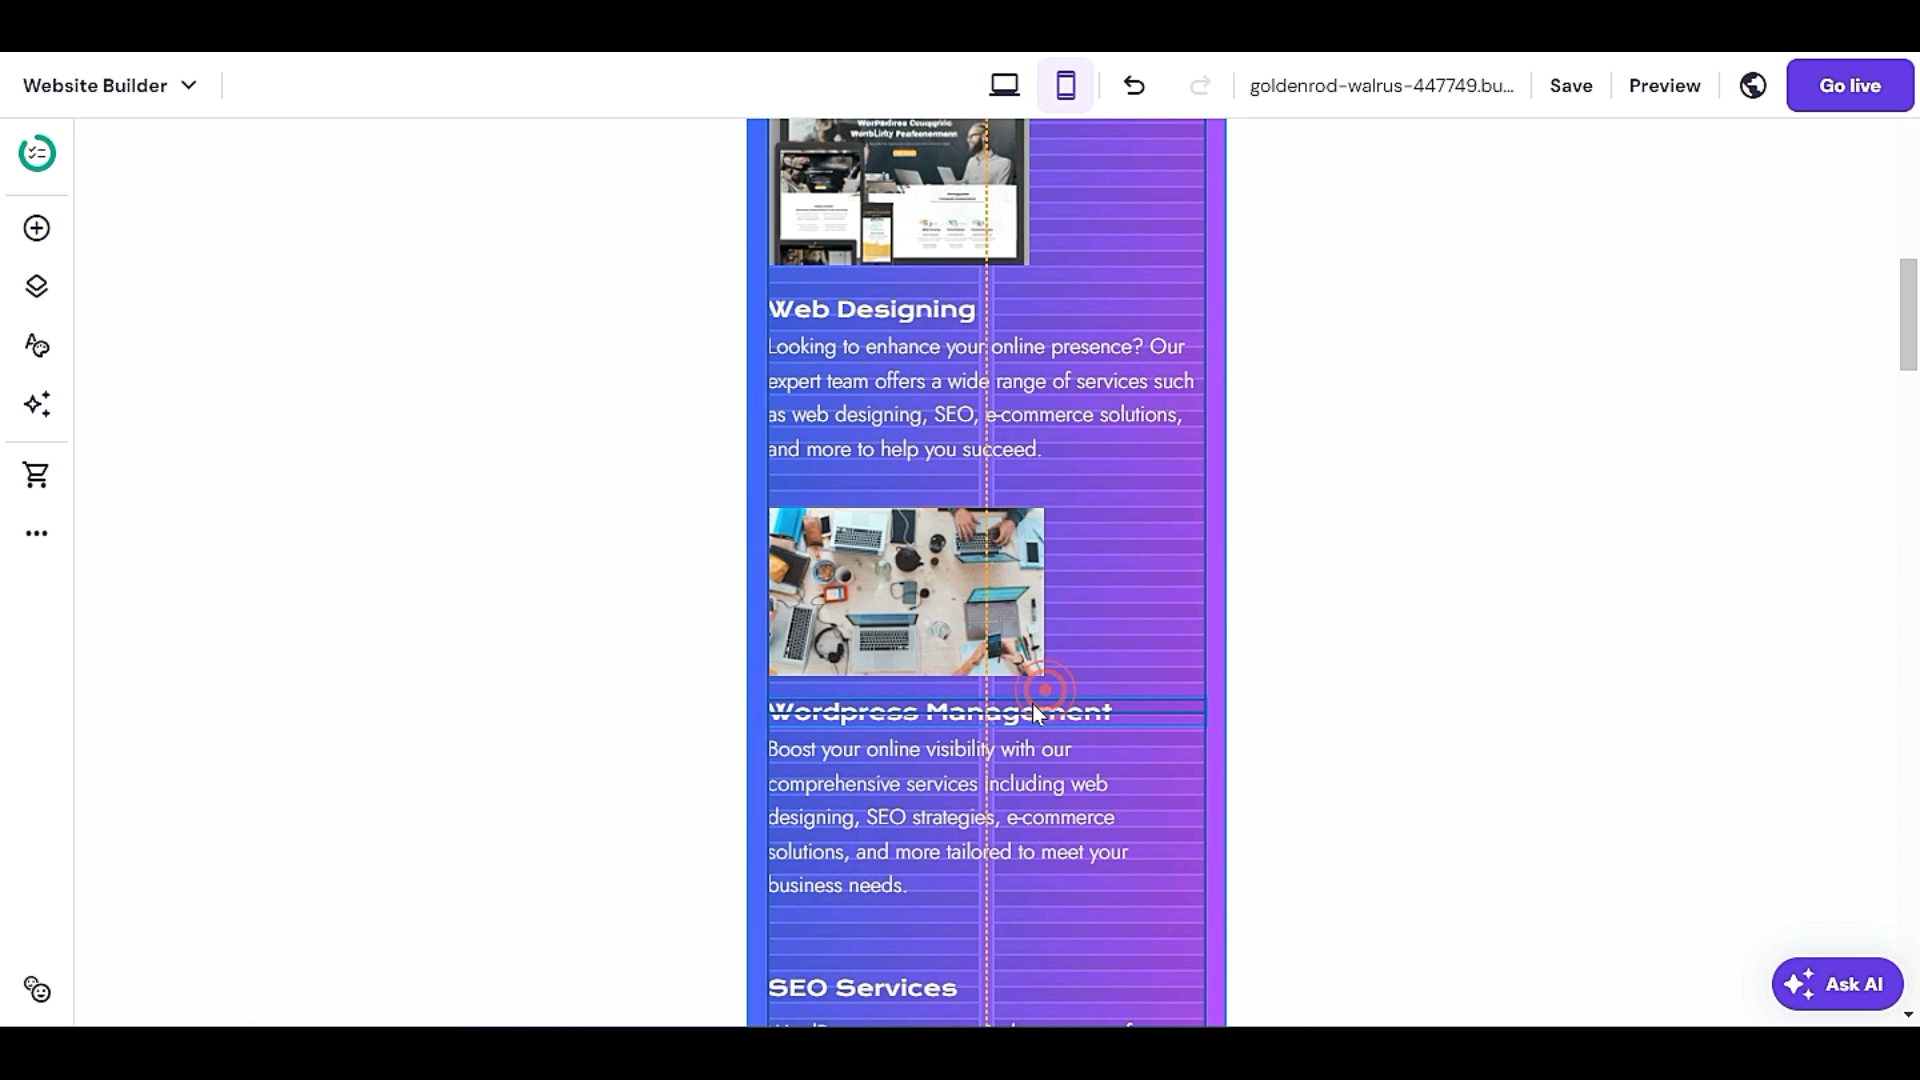 Website Builder
goldenrod-walrus-447749.bu...
Save
Preview
Go live
Web Designing
Looking to enhance your online presence? Our
expert team offers a wide range of services such
as web designing, SEO, e-commerce solutions,
and more to help you succeed.
Wordpress Management
Boost your online visibility with our
comprehensive services including web
designing, SEO strategies, e-commerce
solutions, and more tailored to meet your
business needs.
SEO Services
Ask AI